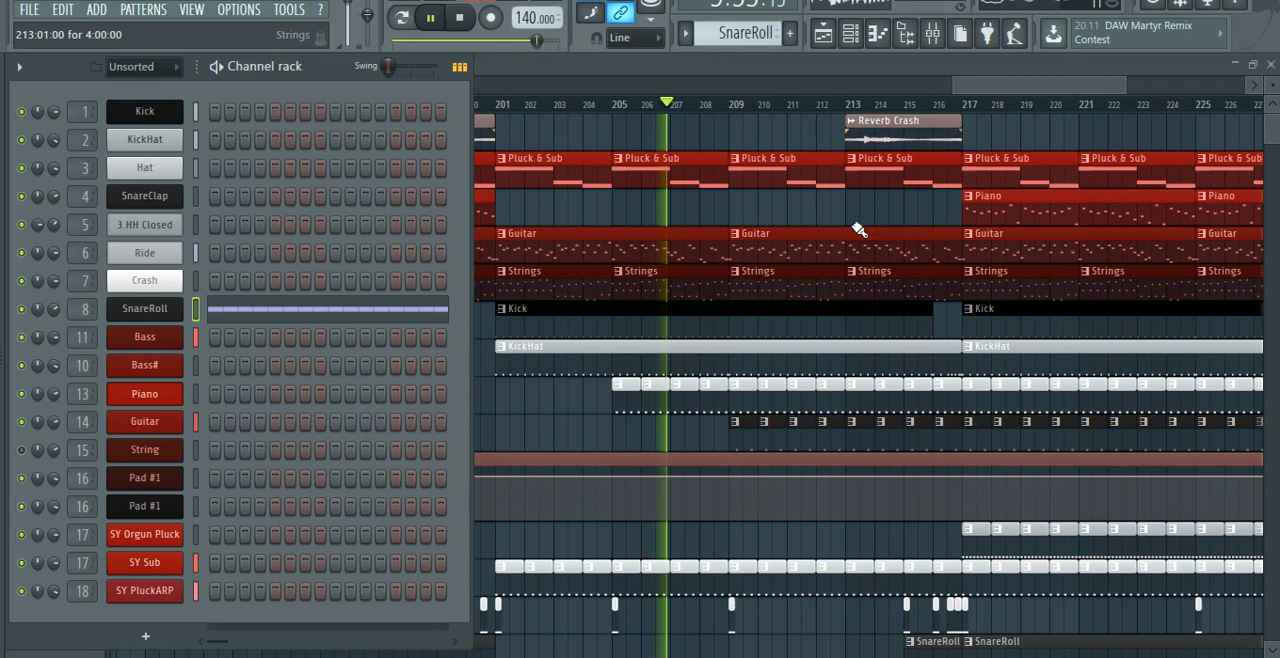 FILE EDIT ADD PATTERNS VIEW OPTIONS TOOLS ?
213:01:00 for 4:00:00 Strings
140.000
Line
SnareRoll
20.11 DAW Martyr Remix
Contest
Unsorted Channel rack Swing
201 202 203 204 205 206 207 208 209 210 211 212 213 214 215 216 217 218 219 220 221 222 223 224 225 226
1 Kick
2 KickHat
3 Hat
4 SnareClap
5 3.HH Closed
6 Ride
7 Crash
8 SnareRoll
11 Bass
10 Bass#
13 Piano
14 Guitar
15 String
16 Pad #1
16 Pad #1
17 SY Orgun Pluck
17 SY Sub
18 SY PluckARP
+
Reverb Crash
Pluck & Sub Pluck & Sub Pluck & Sub Pluck & Sub Pluck & Sub Pluck & Sub Pluck & Sub
Piano Piano
Guitar Guitar Guitar Guitar
Strings Strings Strings Strings Strings Strings Strings
Kick Kick
KickHat KickHat
SnareRoll SnareRoll